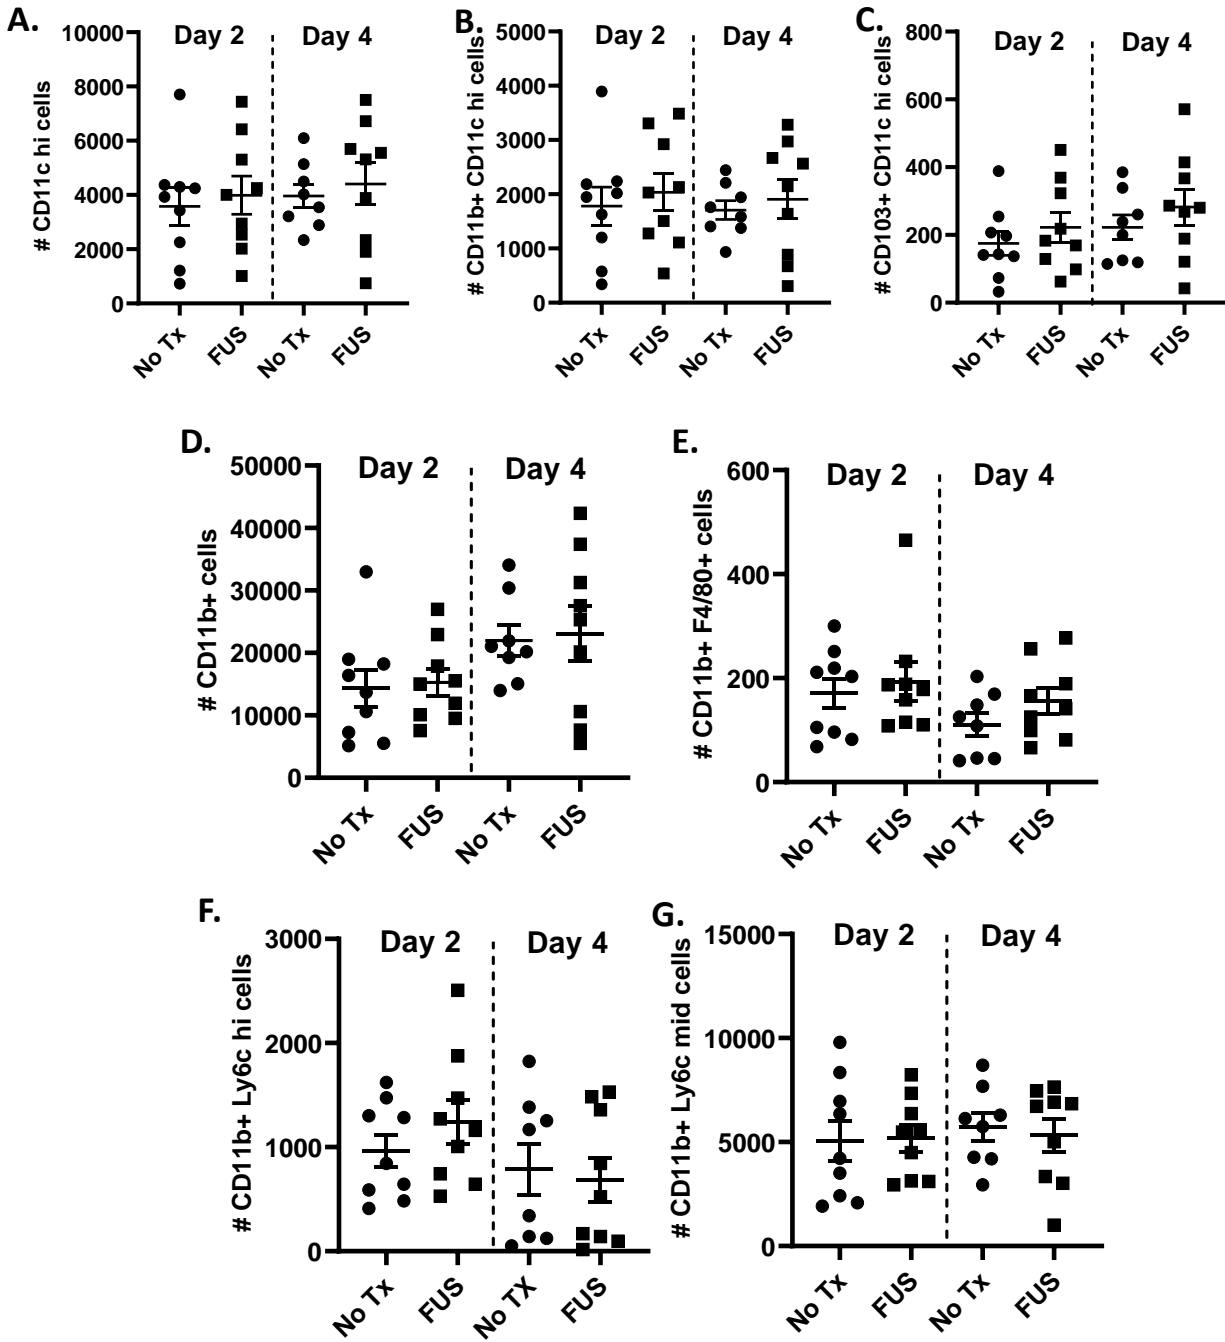 A.
# CD11c hi cells
10000
8000
6000
4000
2000
0
Day 2
Day 4
No Tx
FUS
No Tx
FUS
B.
# CD11b+ CD11c hi cells
5000
4000
3000
2000
1000
0
Day 2
Day 4
No Tx
FUS
No Tx
FUS
C.
# CD103+ CD11c hi cells
800
600
400
200
0
Day 2
Day 4
No Tx
FUS
No Tx
FUS
D.
# CD11b+ cells
50000
40000
30000
20000
10000
0
Day 2
Day 4
No Tx
FUS
No Tx
FUS
E.
# CD11b+ F4/80+ cells
600
400
200
0
Day 2
Day 4
No Tx
FUS
No Tx
FUS
F.
# CD11b+ Ly6c hi cells
3000
2000
1000
0
Day 2
Day 4
No Tx
FUS
No TX
FUS
G.
# CD11b+ Ly6c mid cells
15000
10000
5000
0
Day 2
Day 4
No Tx
FUS
No Tx
FUS